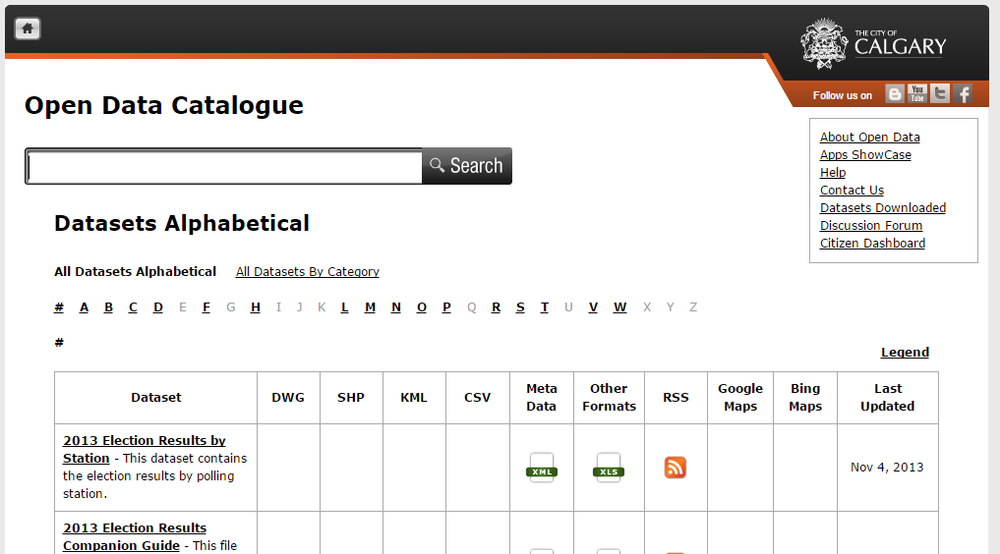 THE CITY OF
CALGARY
Follow us on
You
Tube
Open Data Catalogue
Search
About Open Data
Apps ShowCase
Help
Contact Us
Datasets Downloaded
Discussion Forum
Citizen Dashboard
Datasets Alphabetical
All Datasets Alphabetical All Datasets By Category
# A B C D E F G H I J K L M N O P Q R S T U V W X Y Z
#
Legend
Dataset DWG SHP KML CSV Meta Data Other Formats RSS Google Maps Bing Maps Last Updated
2013 Election Results by
Station - This dataset contains
the election results by polling
station.
XML XLS Nov 4, 2013
2013 Election Results
Companion Guide - This file